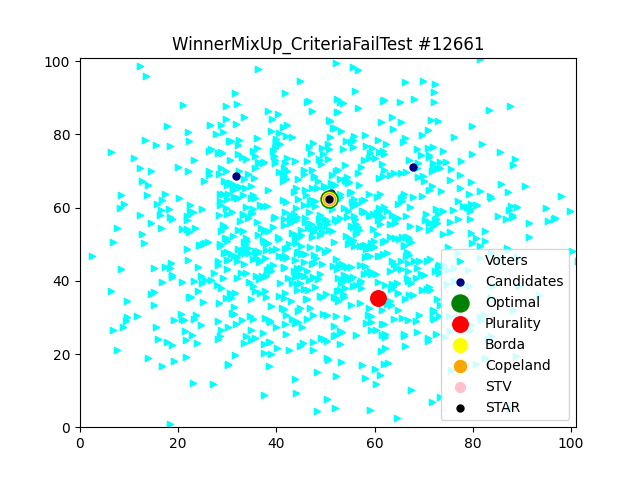 WinnerMixUp_CriteriaFailTest #12661
100
80
60
40
20
0
0 20 40 60 80 100
Voters
Candidates
Optimal
Plurality
Borda
Copeland
STV
STAR